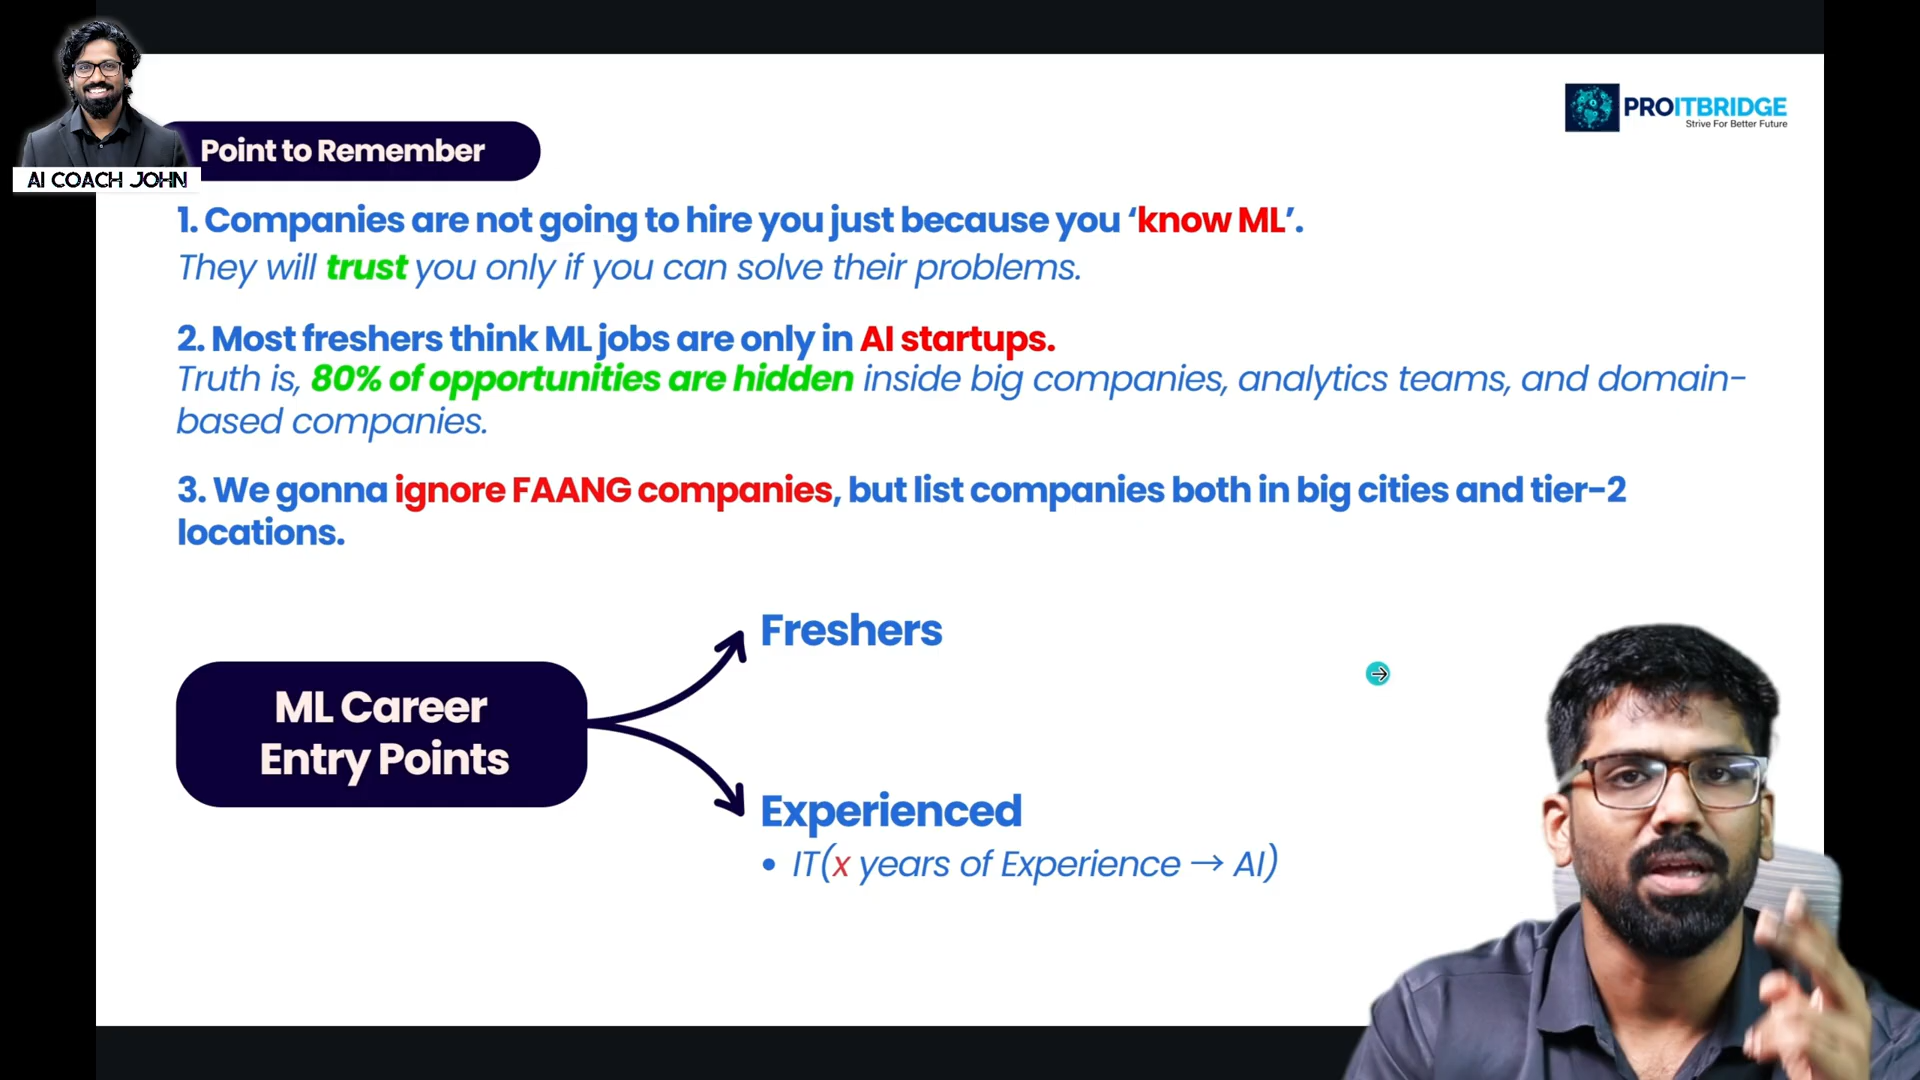 PROITBRIDGE
Strive For Better Future
Point to Remember
AI COACH JOHN
1. Companies are not going to hire you just because you ‘know ML’.
They will trust you only if you can solve their problems.
2. Most freshers think ML jobs are only in AI startups.
Truth is, 80% of opportunities are hidden inside big companies, analytics teams, and domain-
based companies.
3. We gonna ignore FAANG companies, but list companies both in big cities and tier-2
locations.
Freshers
ML Career
Entry Points
Experienced
• IT(x years of Experience → AI)